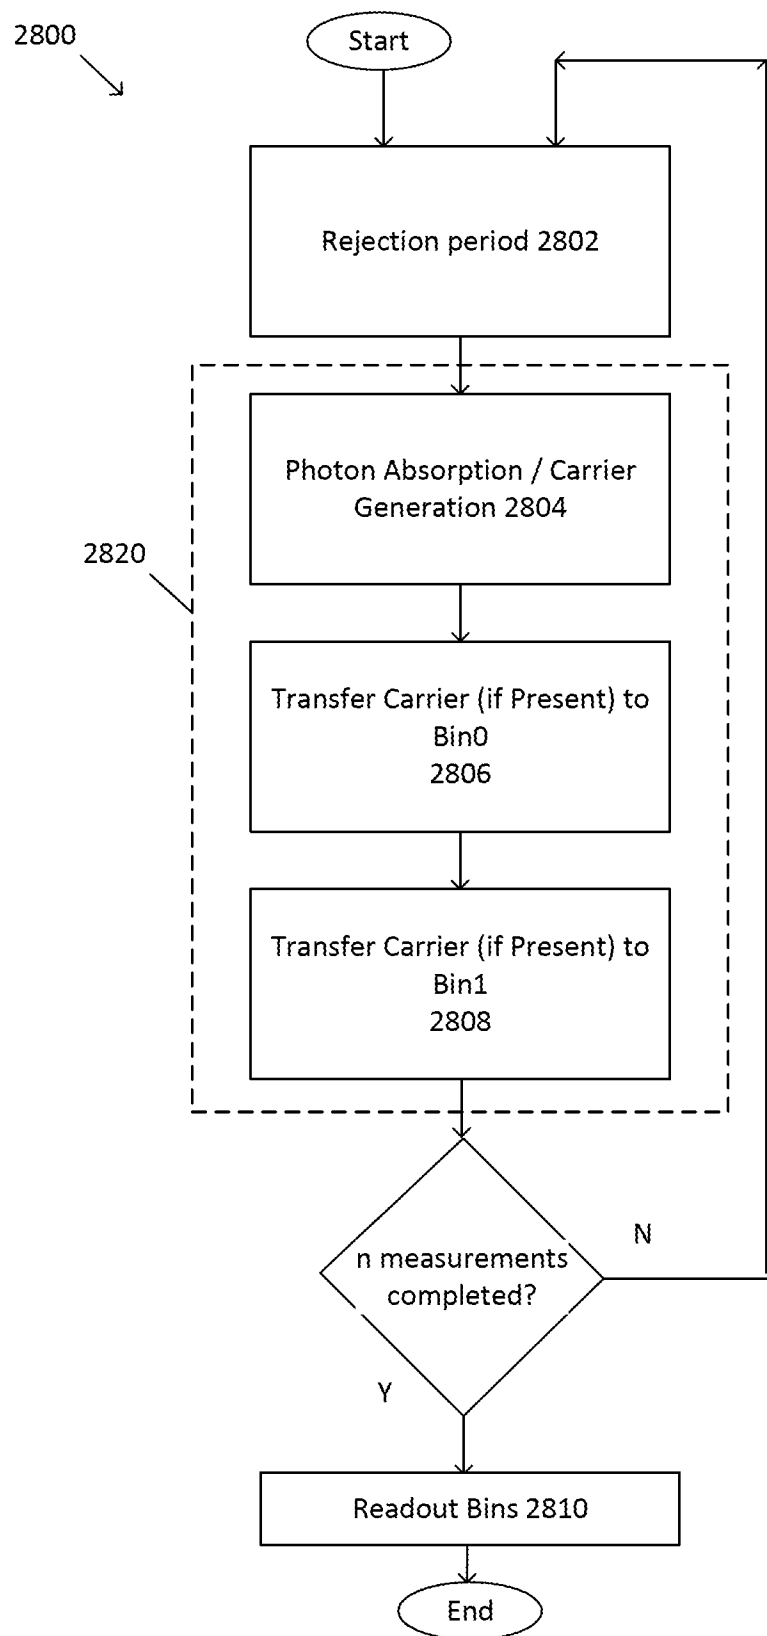 2800
Start
Rejection period 2802
Photon Absorption / Carrier
Generation 2804
2820
Transfer Carrier (if Present) to
Bin0
2806
Transfer Carrier (if Present) to
Bin1
2808
N
n measurements
completed?
Y
Readout Bins 2810
End